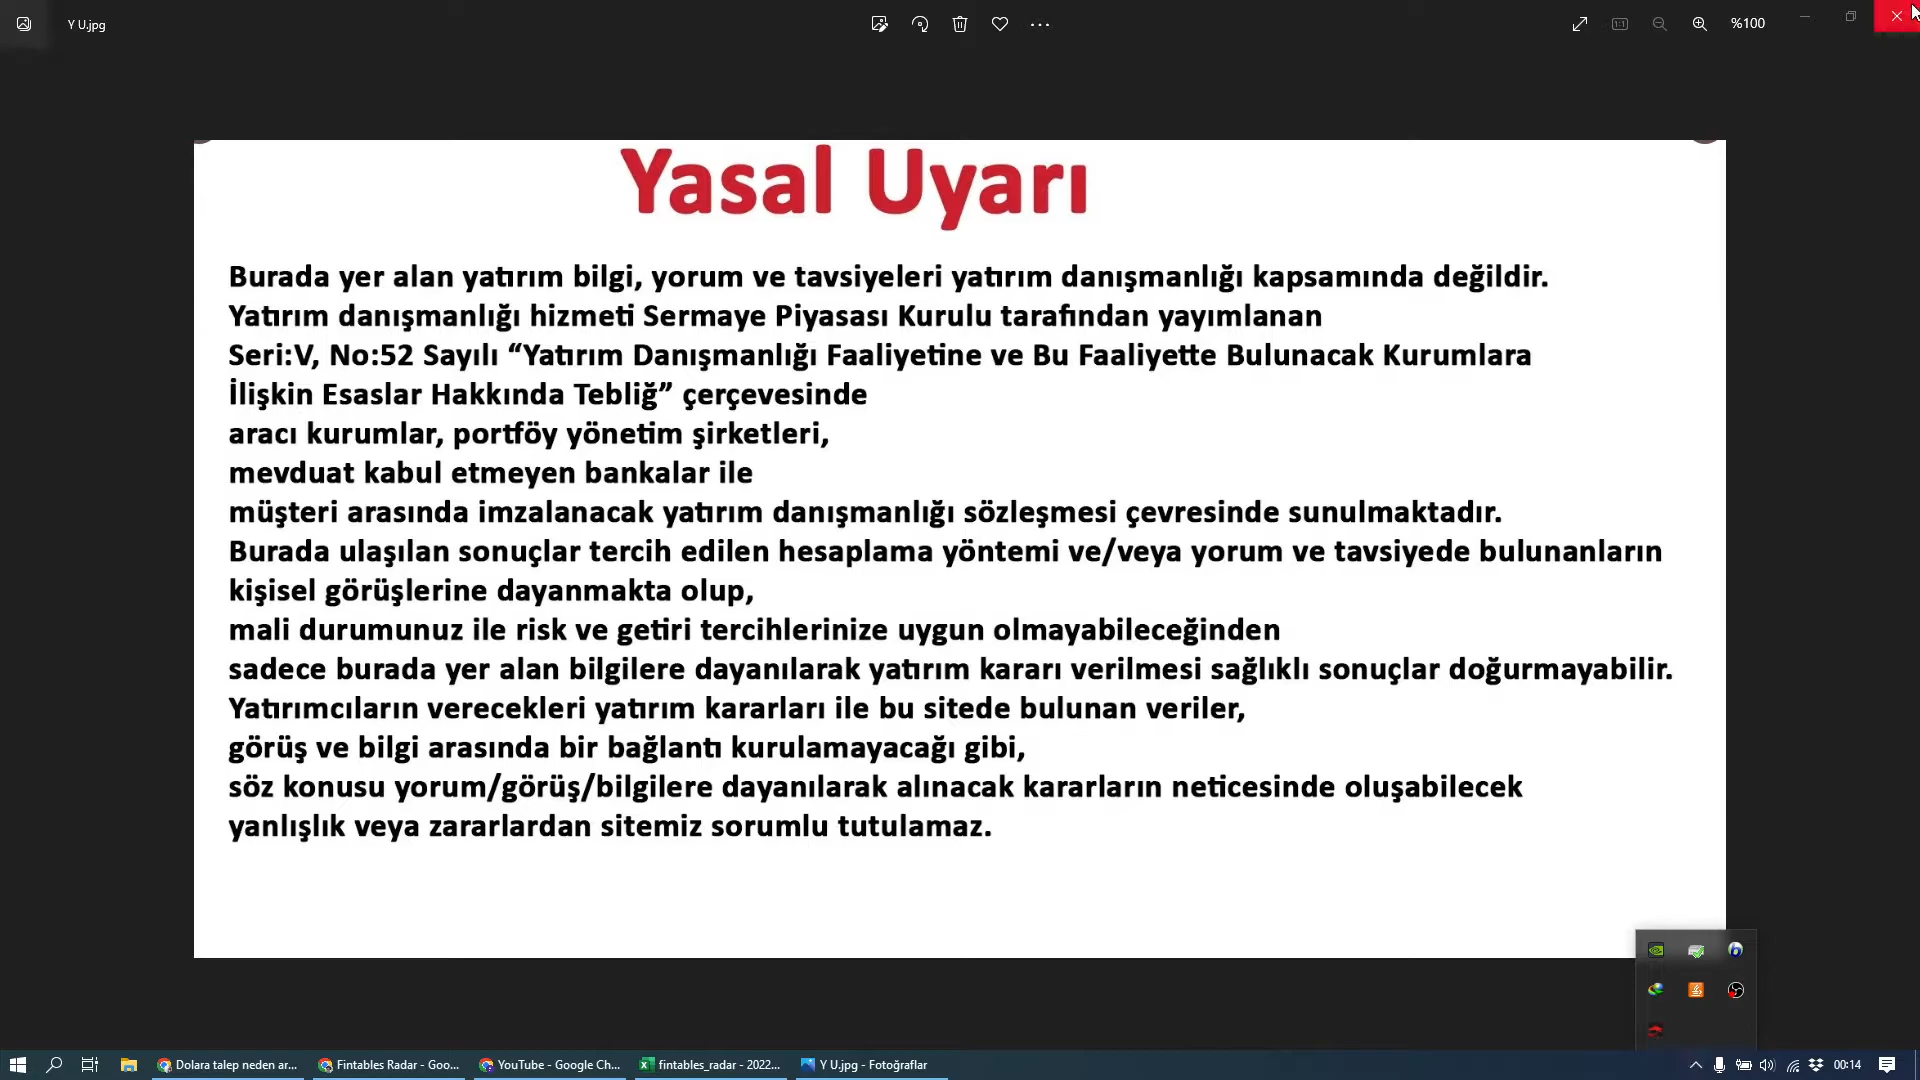 Y U.jpg
%100
Yasal Uyarı
Burada yer alan yatırım bilgi, yorum ve tavsiyeleri yatırım danışmanlığı kapsamında değildir.
Yatırım danışmanlığı hizmeti Sermaye Piyasası Kurulu tarafından yayımlanan
Seri:V, No:52 Sayılı “Yatırım Danışmanlığı Faaliyetine ve Bu Faaliyette Bulunacak Kurumlara
İlişkin Esaslar Hakkında Tebliğ” çerçevesinde
aracı kurumlar, portföy yönetim şirketleri,
mevduat kabul etmeyen bankalar ile
müşteri arasında imzalanacak yatırım danışmanlığı sözleşmesi çevresinde sunulmaktadır.
Burada ulaşılan sonuçlar tercih edilen hesaplama yöntemi ve/veya yorum ve tavsiyede bulunanların
kişisel görüşlerine dayanmakta olup,
mali durumunuz ile risk ve getiri tercihlerinize uygun olmayabileceğinden
sadece burada yer alan bilgilere dayanılarak yatırım kararı verilmesi sağlıklı sonuçlar doğurmayabilir.
Yatırımcıların verecekleri yatırım kararları ile bu sitede bulunan veriler,
görüş ve bilgi arasında bir bağlantı kurulamayacağı gibi,
söz konusu yorum/görüş/bilgilere dayanılarak alınacak kararların neticesinde oluşabilecek
yanlışlık veya zararlardan sitemiz sorumlu tutulamaz.
Dolara talep neden ar... Fintables Radar - Goo... YouTube - Google Ch... fintables_radar - 2022... Y U.jpg - Fotoğraflar 00:14